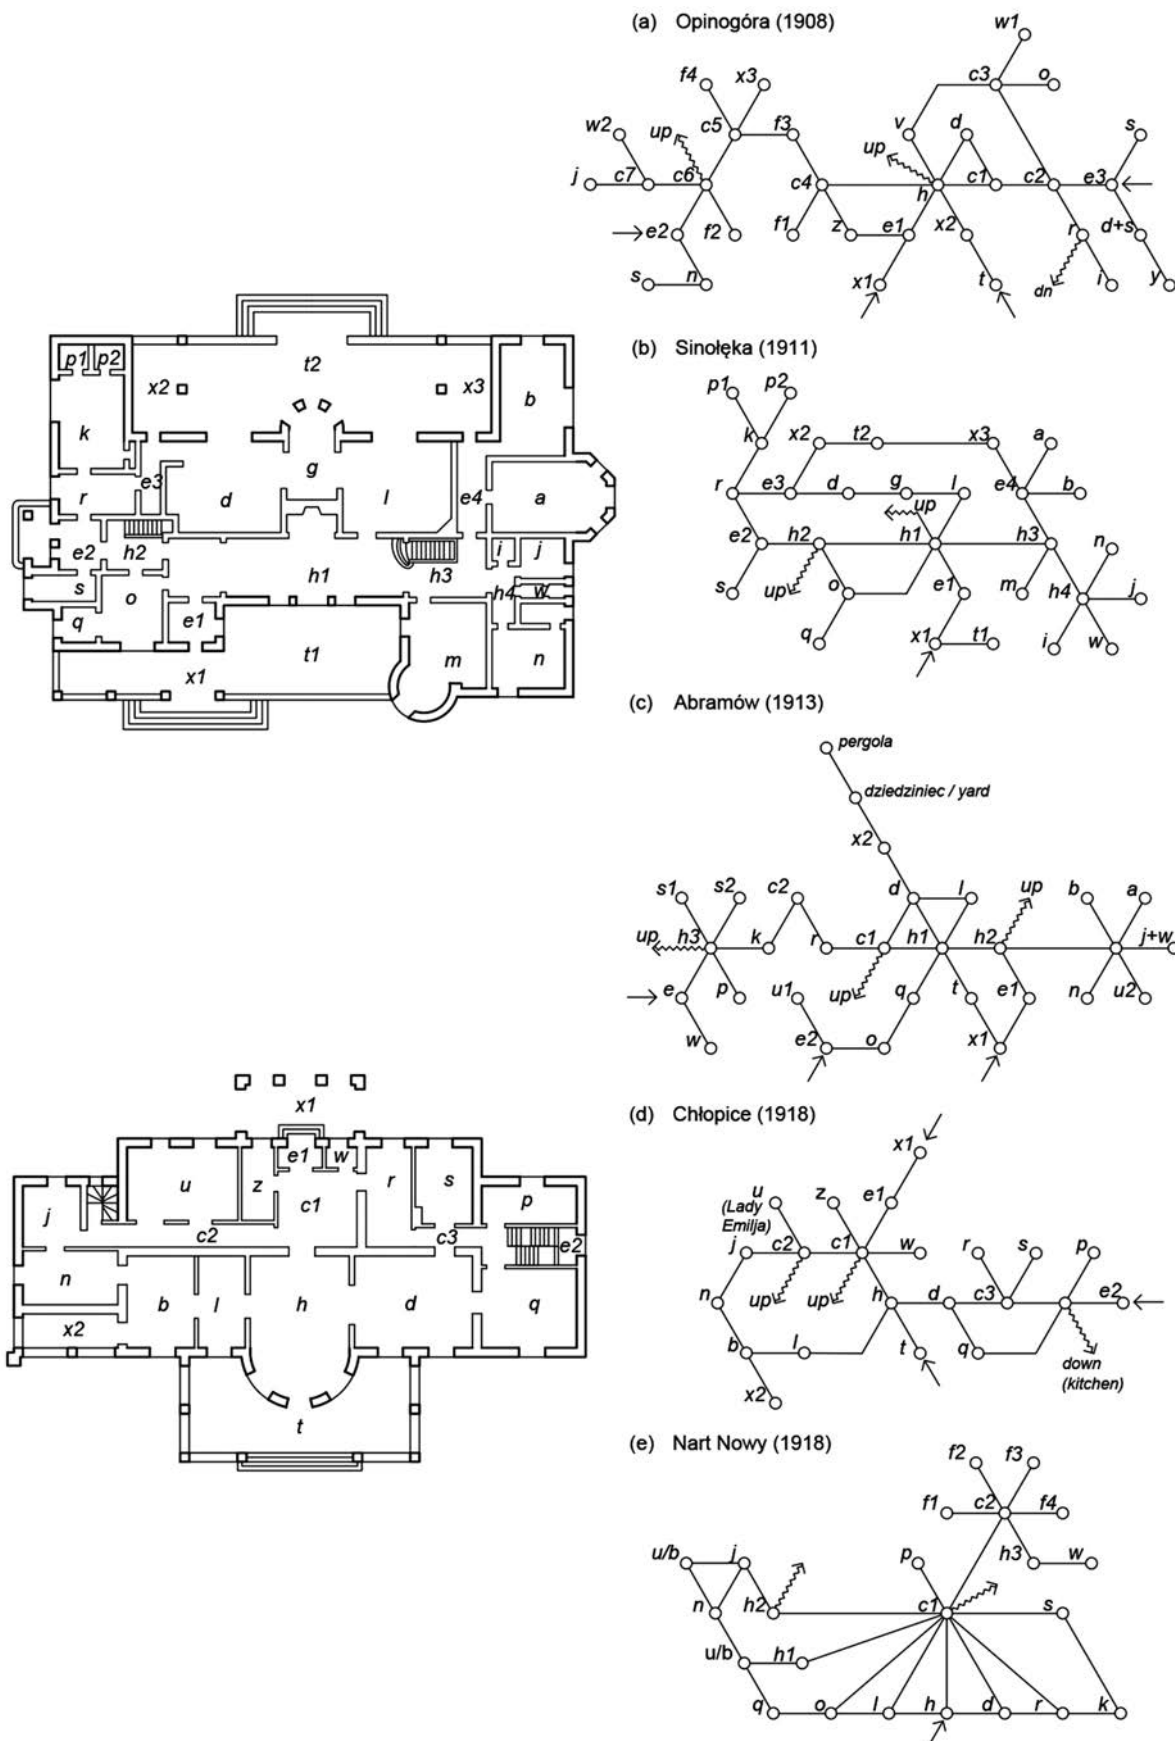 p1 p2
x2 t2 x3
b
k
g
e3 d l e4 a
r
e2 h2 i j
s h1 h3
o h4 w
q e1
t1 m n
x1
x1
e1 w
u z r s
j c1 p
c2 c3 e2
n
b l h d q
x2
t
(a) Opinogóra (1908)
w1
f4 x3 c3 o
w2 up c5 f3 v d s
up
j c7 c6 c4 h c1 c2 e3
e2 f2 f1 z e1 x2 r d+s
s n x1 t dn i y
(b) Sinołęka (1911)
p1 p2
k x2 t2 x3 a
r e3 d g l e4 b
up
e2 h2 h1 h3 n
s up o e1 m h4 j
q x1 t1 i w
(c) Abramów (1913)
pergola
dziedziniec / yard
x2
s1 s2 c2 d l up b a
up h3 k r c1 h1 h2 j+w
e p u1 up q t e1 n u2
w e2 o x1
(d) Chłopice (1918)
x1
u z e1
(Lady
Emilja)
j c2 c1 w r s p
n up up h d c3 e2
b l t q down
(kitchen)
x2
(e) Nart Nowy (1918)
f2 f3
f1 c2 f4
u/b j p h3 w
n h2 c1 s
u/b h1
q o l h d r k